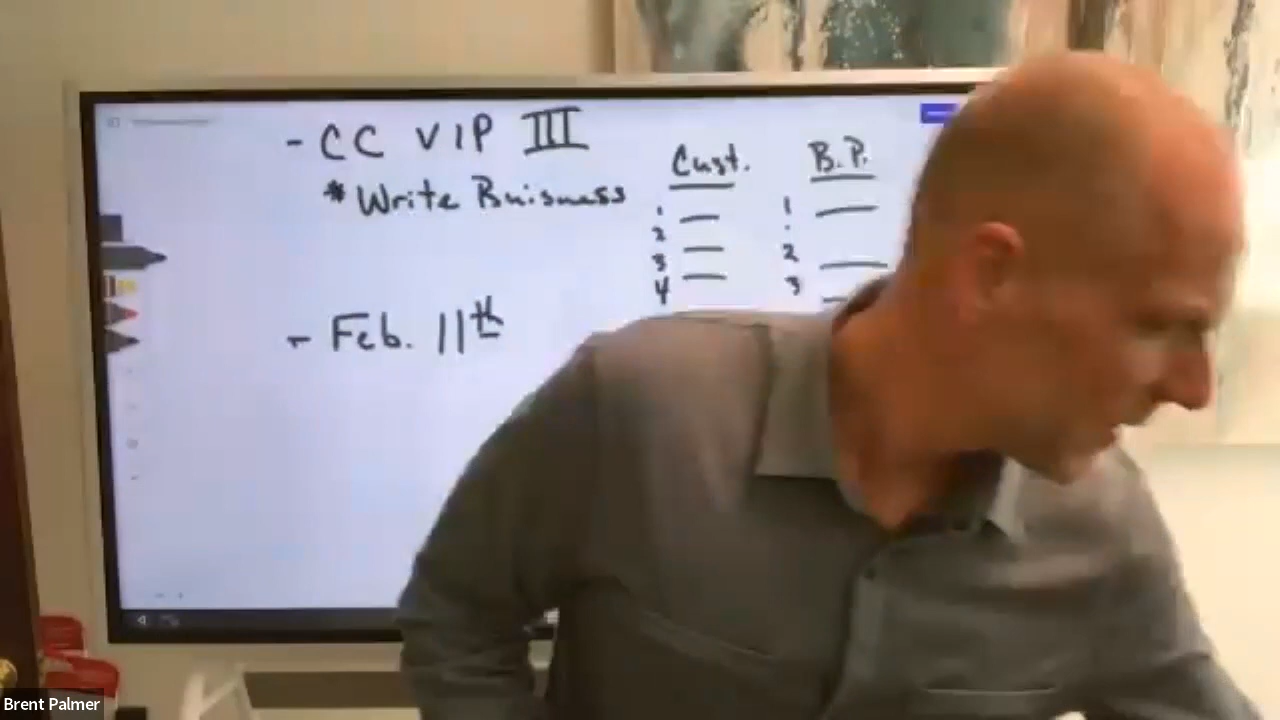 - CC VIP III
* Write Buisness
Cust. B.P.
1 1
2
3 2
4 3
- Feb. 11th
Brent Palmer